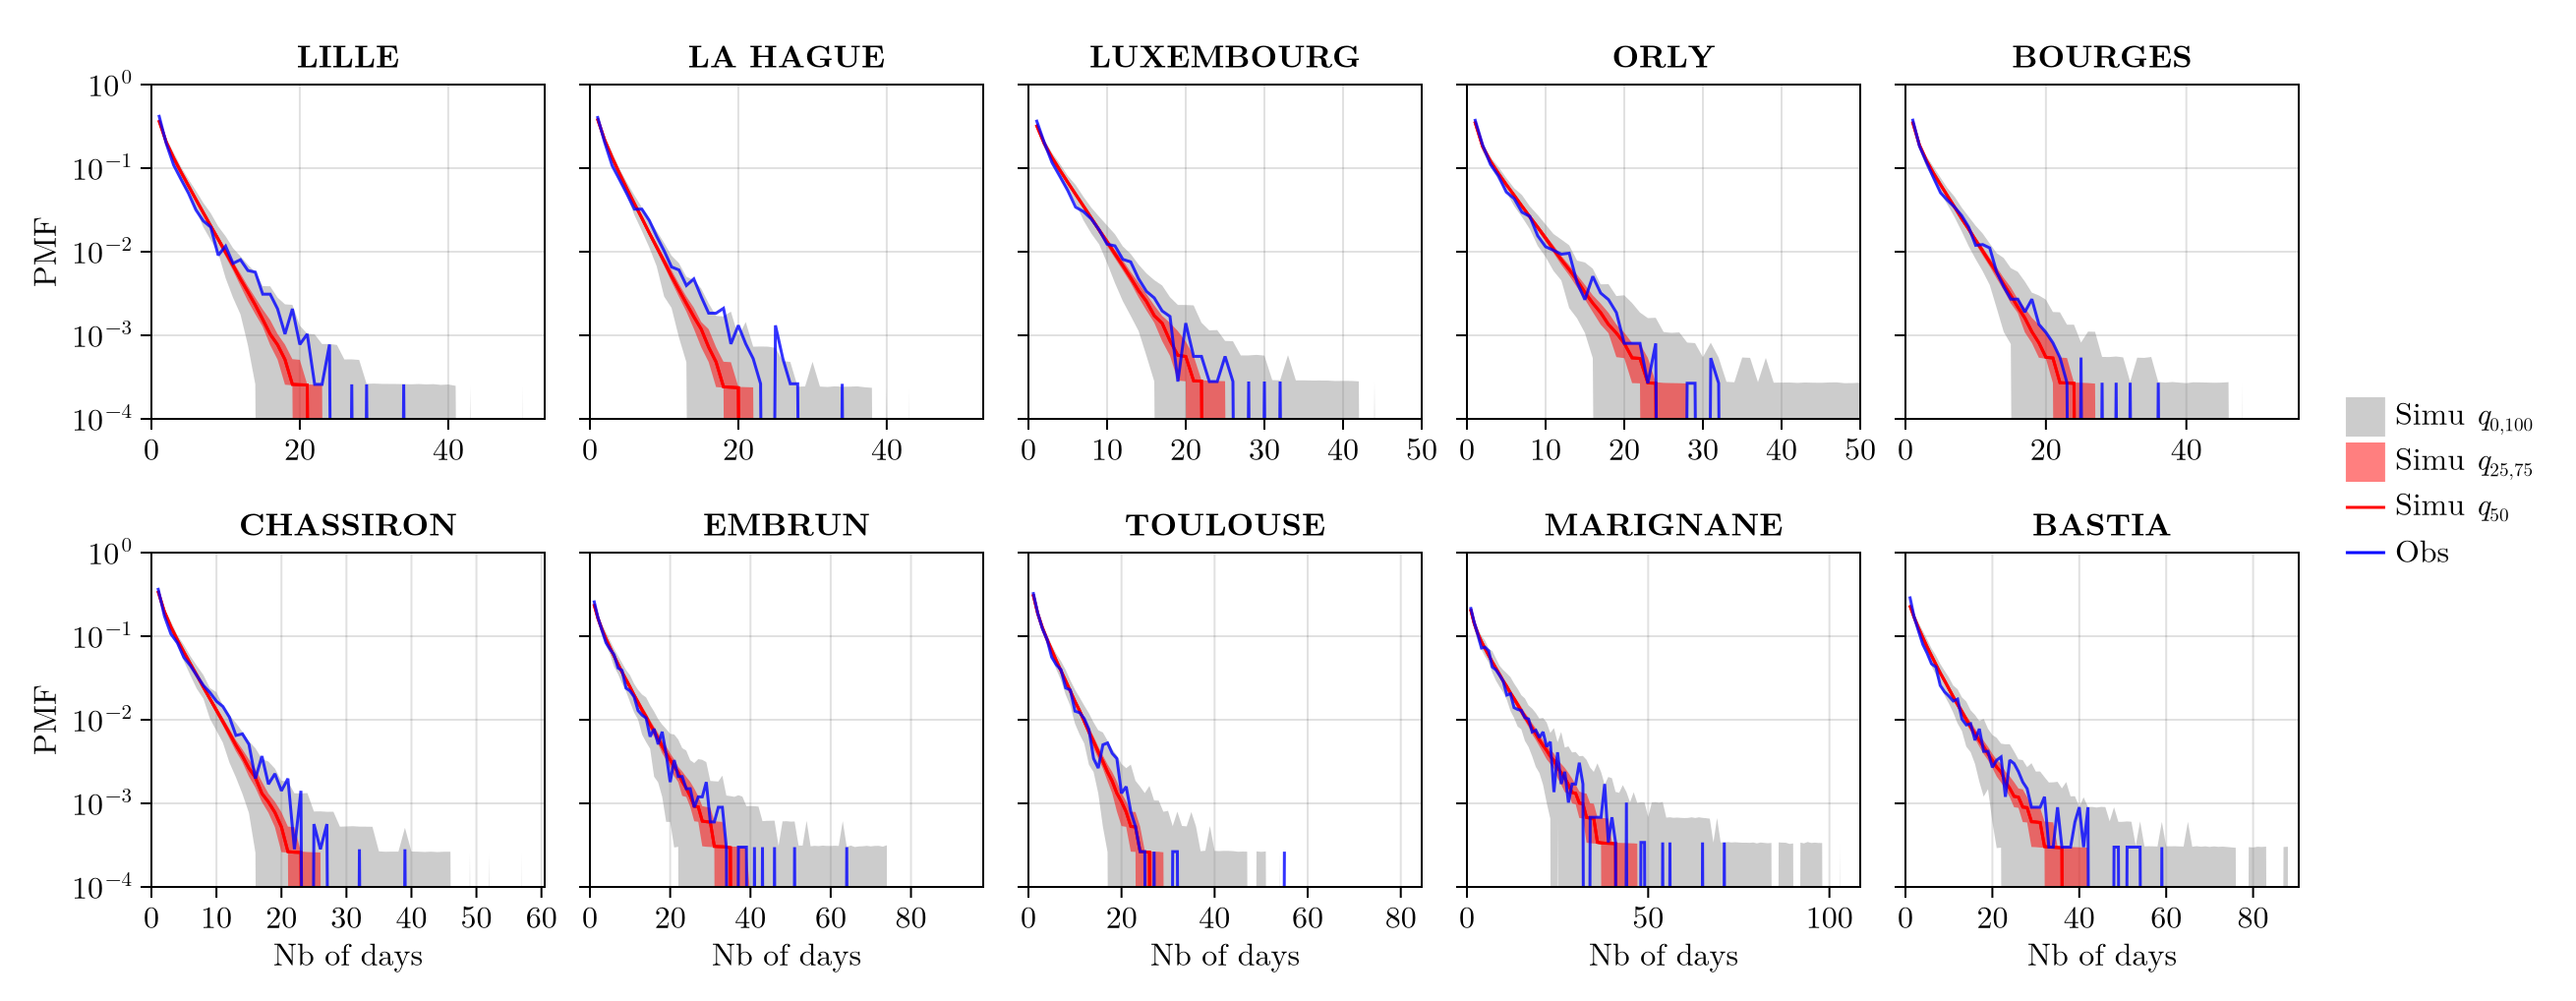 LILLE LA HAGUE LUXEMBOURG ORLY BOURGES
10^0
10^−1
10^−2
10^−3
10^−4
PMF
0 20 40 0 20 40 0 10 20 30 40 50 0 10 20 30 40 50 0 20 40
Simu q0,100
Simu q25,75
Simu q50
Obs
CHASSIRON EMBRUN TOULOUSE MARIGNANE BASTIA
10^0
10^−1
10^−2
10^−3
10^−4
PMF
0 10 20 30 40 50 60 0 20 40 60 80 0 20 40 60 80 0 50 100 0 20 40 60 80
Nb of days Nb of days Nb of days Nb of days Nb of days